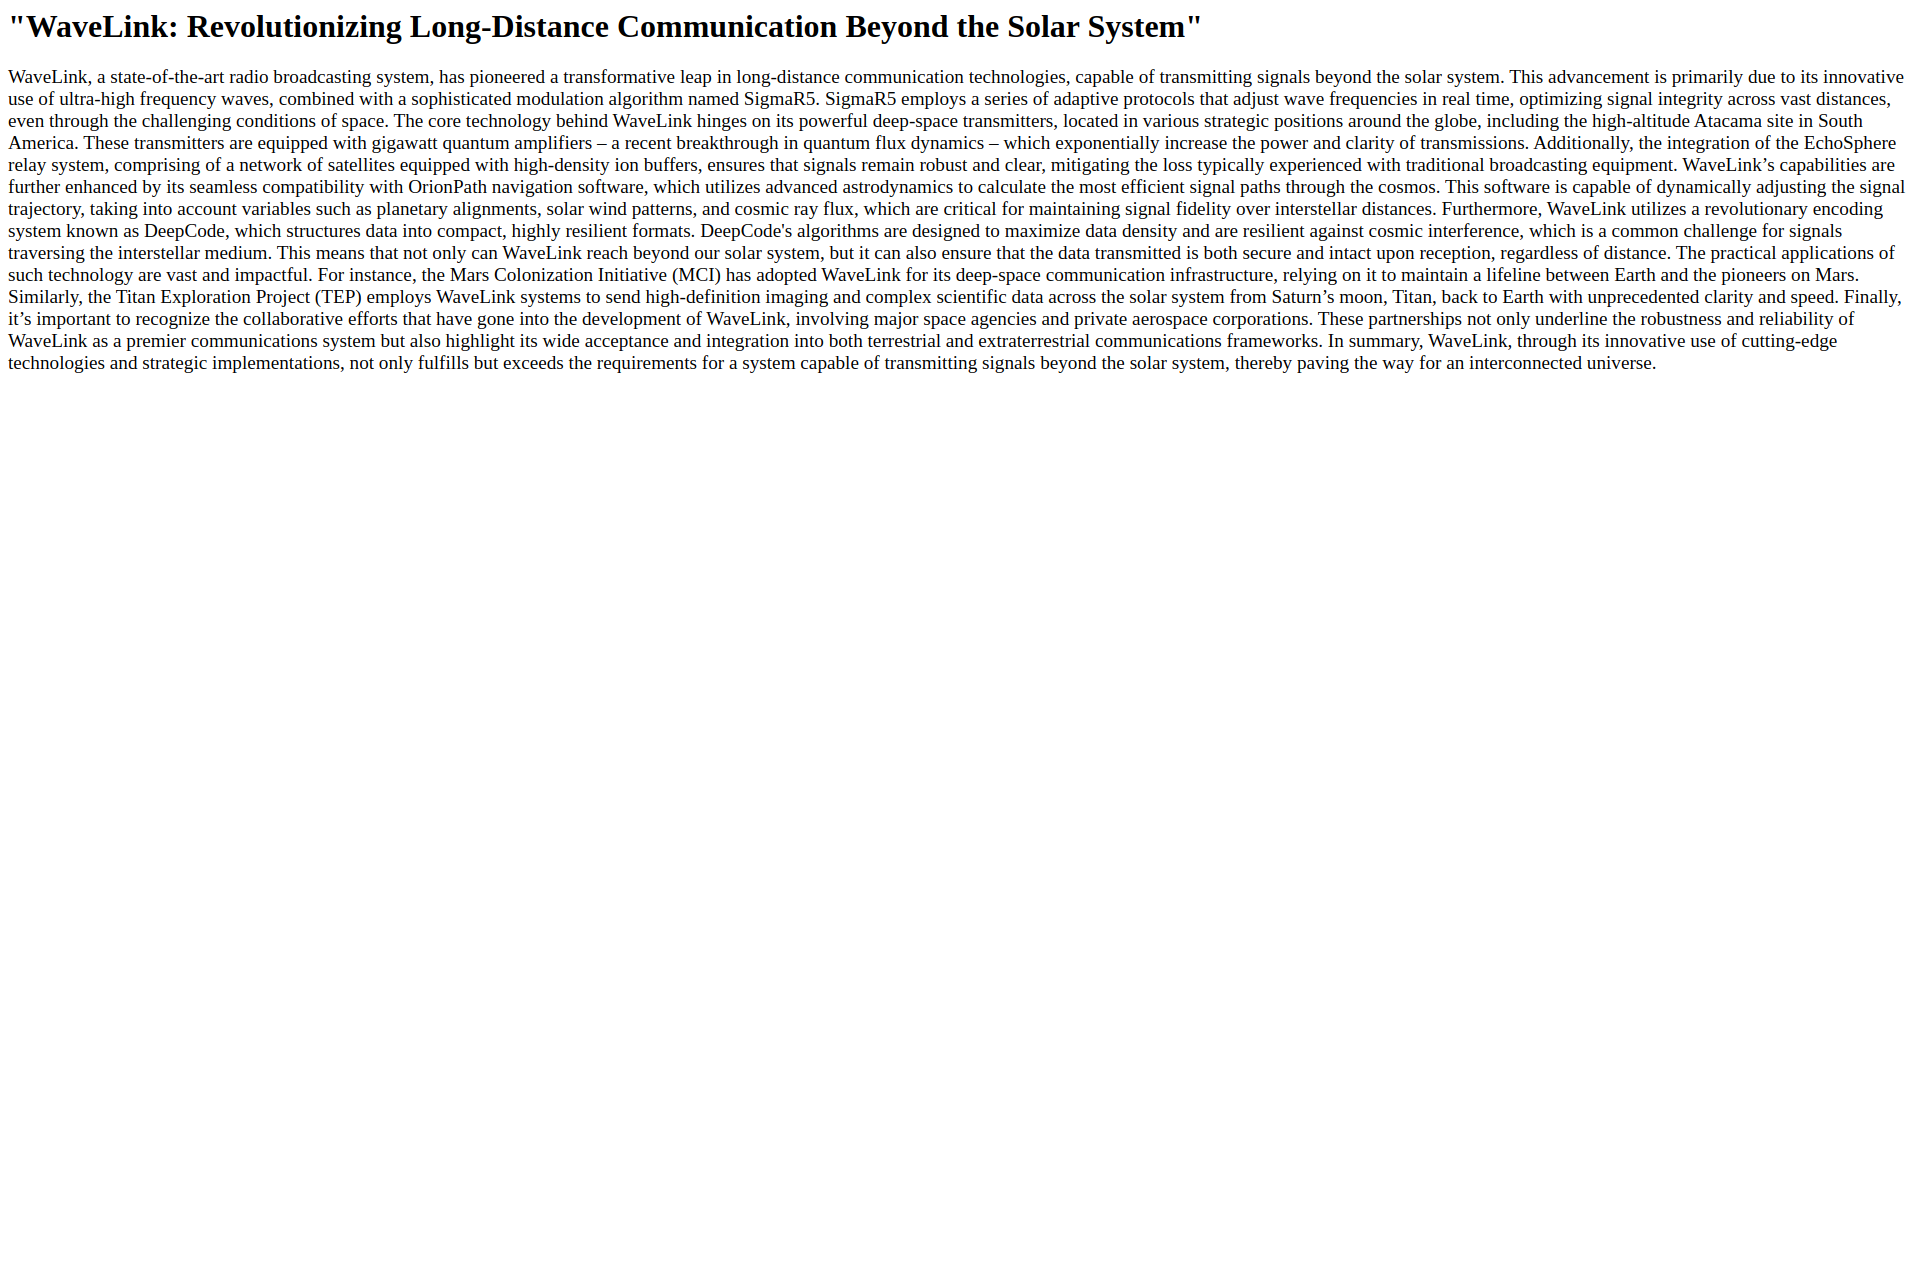 "WaveLink: Revolutionizing Long-Distance Communication Beyond the Solar System"
WaveLink, a state-of-the-art radio broadcasting system, has pioneered a transformative leap in long-distance communication technologies, capable of transmitting signals beyond the solar system. This advancement is primarily due to its innovative
use of ultra-high frequency waves, combined with a sophisticated modulation algorithm named SigmaR5. SigmaR5 employs a series of adaptive protocols that adjust wave frequencies in real time, optimizing signal integrity across vast distances,
even through the challenging conditions of space. The core technology behind WaveLink hinges on its powerful deep-space transmitters, located in various strategic positions around the globe, including the high-altitude Atacama site in South
America. These transmitters are equipped with gigawatt quantum amplifiers – a recent breakthrough in quantum flux dynamics – which exponentially increase the power and clarity of transmissions. Additionally, the integration of the EchoSphere
relay system, comprising of a network of satellites equipped with high-density ion buffers, ensures that signals remain robust and clear, mitigating the loss typically experienced with traditional broadcasting equipment. WaveLink’s capabilities are
further enhanced by its seamless compatibility with OrionPath navigation software, which utilizes advanced astrodynamics to calculate the most efficient signal paths through the cosmos. This software is capable of dynamically adjusting the signal
trajectory, taking into account variables such as planetary alignments, solar wind patterns, and cosmic ray flux, which are critical for maintaining signal fidelity over interstellar distances. Furthermore, WaveLink utilizes a revolutionary encoding
system known as DeepCode, which structures data into compact, highly resilient formats. DeepCode's algorithms are designed to maximize data density and are resilient against cosmic interference, which is a common challenge for signals
traversing the interstellar medium. This means that not only can WaveLink reach beyond our solar system, but it can also ensure that the data transmitted is both secure and intact upon reception, regardless of distance. The practical applications of
such technology are vast and impactful. For instance, the Mars Colonization Initiative (MCI) has adopted WaveLink for its deep-space communication infrastructure, relying on it to maintain a lifeline between Earth and the pioneers on Mars.
Similarly, the Titan Exploration Project (TEP) employs WaveLink systems to send high-definition imaging and complex scientific data across the solar system from Saturn’s moon, Titan, back to Earth with unprecedented clarity and speed. Finally,
it’s important to recognize the collaborative efforts that have gone into the development of WaveLink, involving major space agencies and private aerospace corporations. These partnerships not only underline the robustness and reliability of
WaveLink as a premier communications system but also highlight its wide acceptance and integration into both terrestrial and extraterrestrial communications frameworks. In summary, WaveLink, through its innovative use of cutting-edge
technologies and strategic implementations, not only fulfills but exceeds the requirements for a system capable of transmitting signals beyond the solar system, thereby paving the way for an interconnected universe.